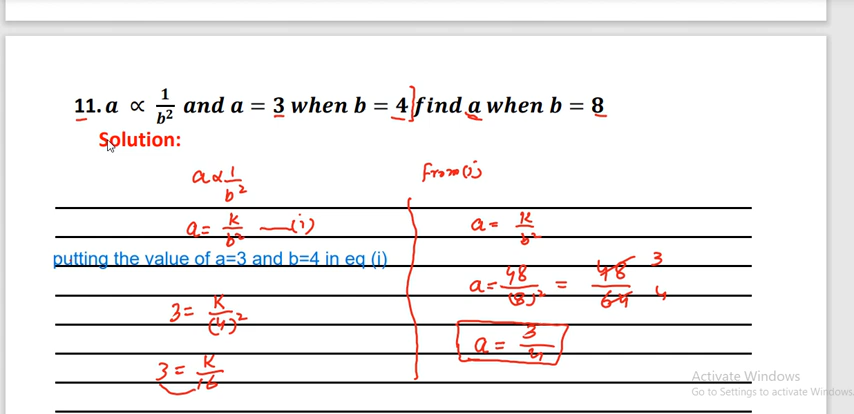 11. a ∝ 1/b² and a = 3 when b = 4] find a when b = 8
Solution:
a ∝ 1/b²
a = K/b² —(i)
putting the value of a=3 and b=4 in eq (i)
3 = K/(4)²
3 = K/16
From (i)
a = K/b²
a = 48/(8)² = 48/64 3/4
a = 3/4
Activate Windows
Go to Settings to activate Windows.